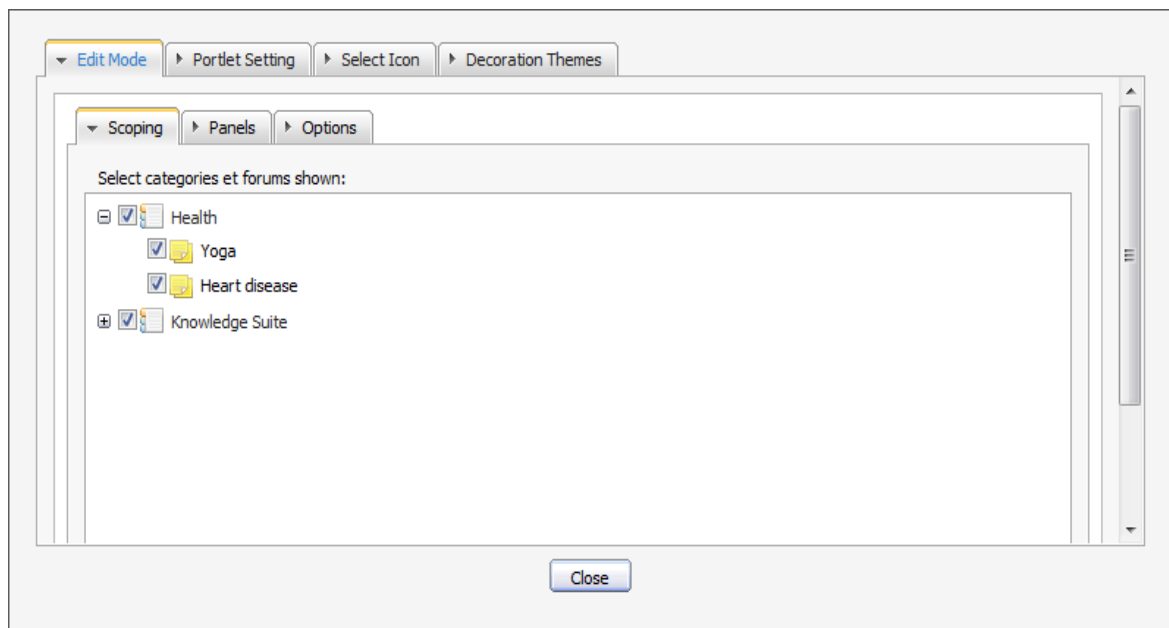 Edit Mode Portlet Setting Select Icon Decoration Themes
Scoping Panels Options
Select categories et forums shown:
Health
Yoga
Heart disease
Knowledge Suite
Close